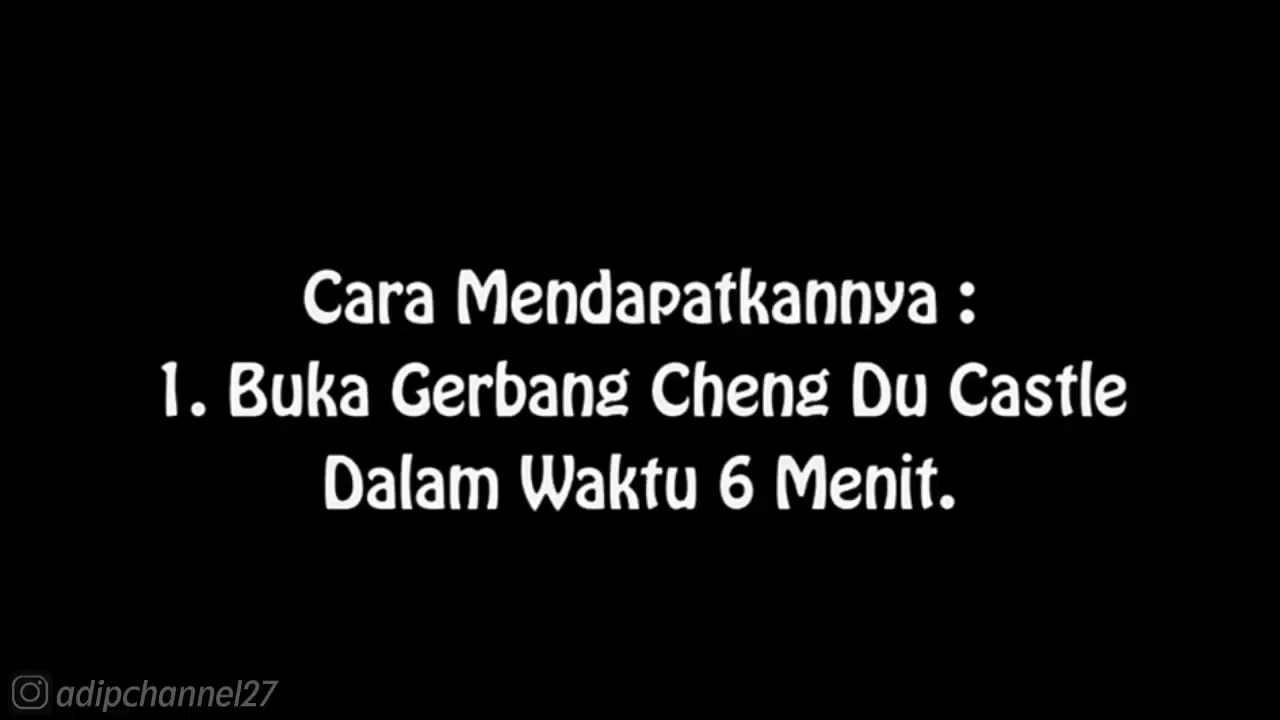 Cara Mendapatkannya :
1. Buka Gerbang Cheng Du Castle
Dalam Waktu 6 Menit.
adipchannel27